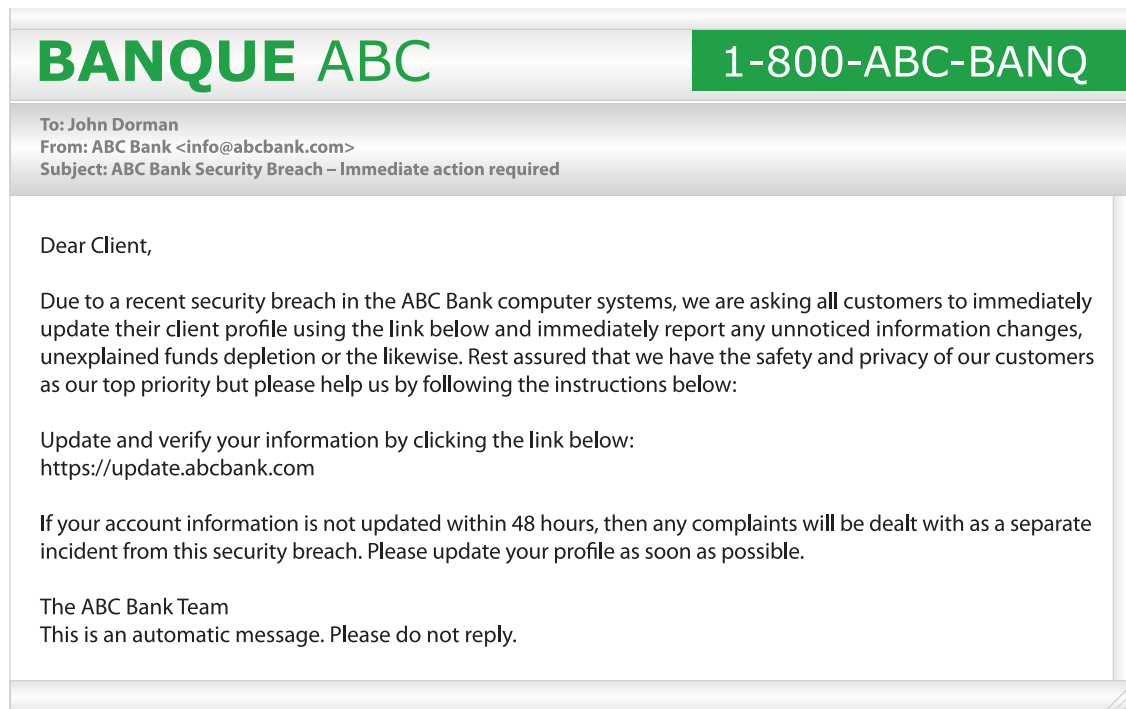 BANQUE ABC
1-800-ABC-BANQ
To: John Dorman
From: ABC Bank <info@abcbank.com>
Subject: ABC Bank Security Breach – Immediate action required
Dear Client,
Due to a recent security breach in the ABC Bank computer systems, we are asking all customers to immediately
update their client profile using the link below and immediately report any unnoticed information changes,
unexplained funds depletion or the likewise. Rest assured that we have the safety and privacy of our customers
as our top priority but please help us by following the instructions below:
Update and verify your information by clicking the link below:
https://update.abcbank.com
If your account information is not updated within 48 hours, then any complaints will be dealt with as a separate
incident from this security breach. Please update your profile as soon as possible.
The ABC Bank Team
This is an automatic message. Please do not reply.